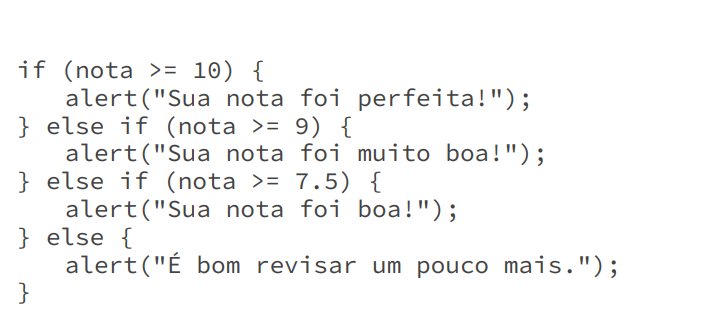 if (nota >= 10) {
    alert("Sua nota foi perfeita!");
} else if (nota >= 9) {
    alert("Sua nota foi muito boa!");
} else if (nota >= 7.5) {
    alert("Sua nota foi boa!");
} else {
    alert("É bom revisar um pouco mais.");
}